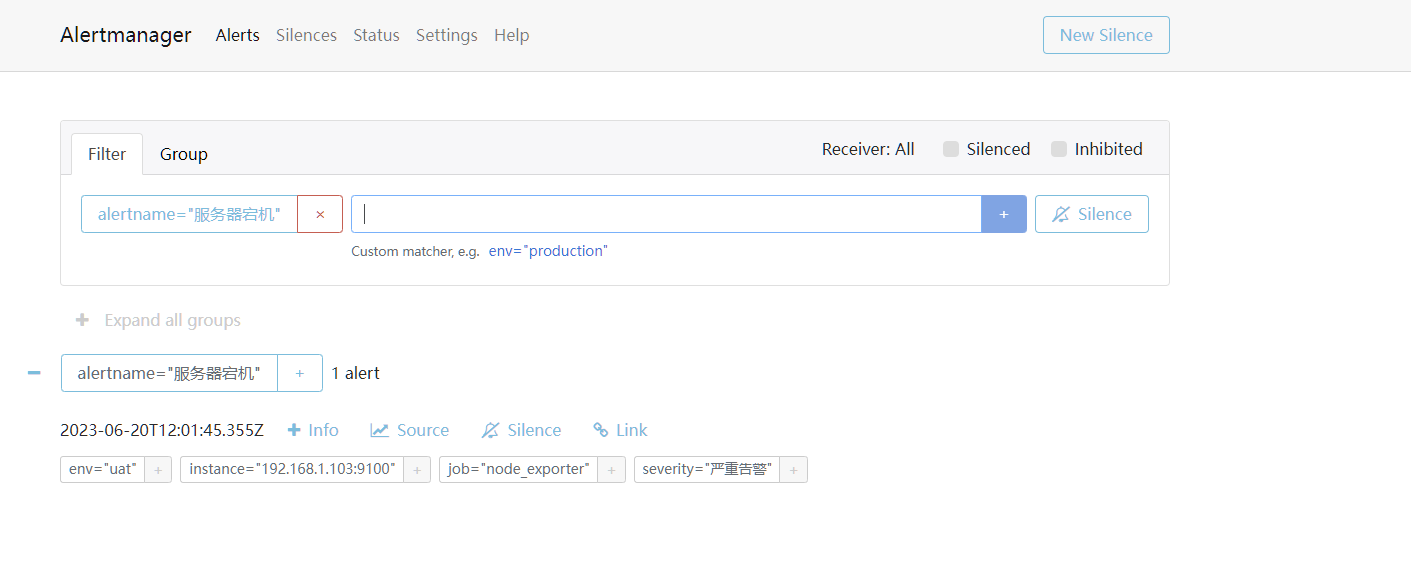 Alertmanager Alerts Silences Status Settings Help New Silence
Filter Group Receiver: All Silenced Inhibited
alertname="服务器宕机" × + Silence
Custom matcher, e.g. env="production"
+ Expand all groups
− alertname="服务器宕机" + 1 alert
2023-06-20T12:01:45.355Z + Info Source Silence Link
env="uat" + instance="192.168.1.103:9100" + job="node_exporter" + severity="严重告警" +